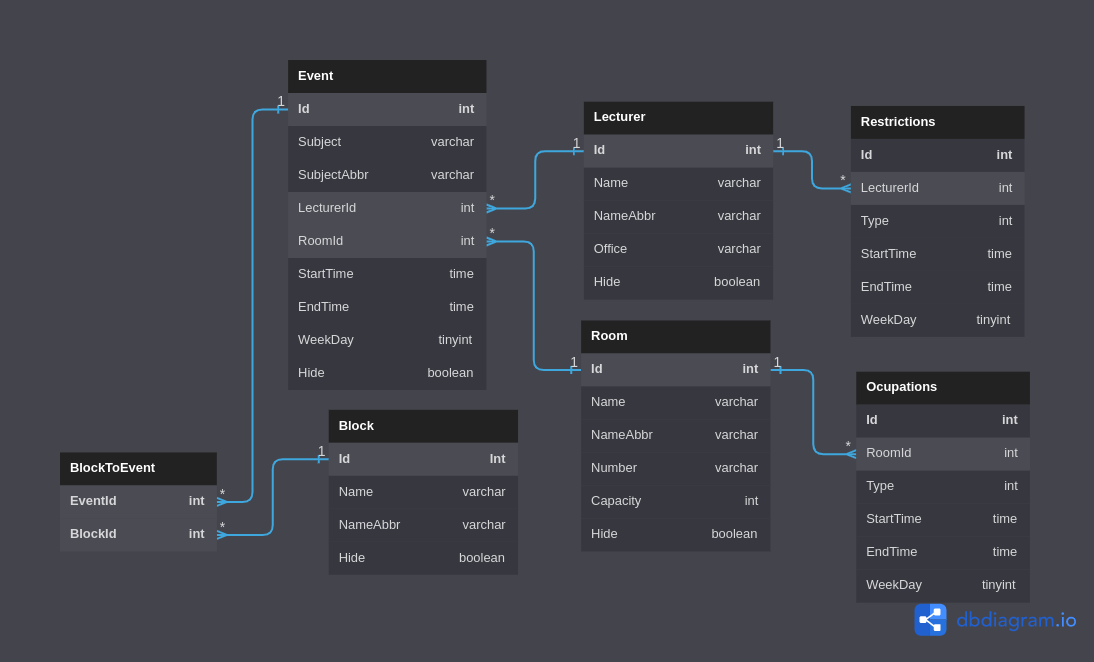 Event
1
Id int
Subject varchar
SubjectAbbr varchar
LecturerId int
*
RoomId int
*
StartTime time
EndTime time
WeekDay tinyint
Hide boolean
Lecturer
1
Id int
1
Name varchar
NameAbbr varchar
Office varchar
Hide boolean
Restrictions
Id int
*
LecturerId int
Type int
StartTime time
EndTime time
WeekDay tinyint
Room
1
Id int
1
Name varchar
NameAbbr varchar
Number varchar
Capacity int
Hide boolean
Ocupations
Id int
*
RoomId int
Type int
StartTime time
EndTime time
WeekDay tinyint
Block
1
Id Int
Name varchar
NameAbbr varchar
Hide boolean
BlockToEvent
EventId int
*
BlockId int
*
dbdiagram.io